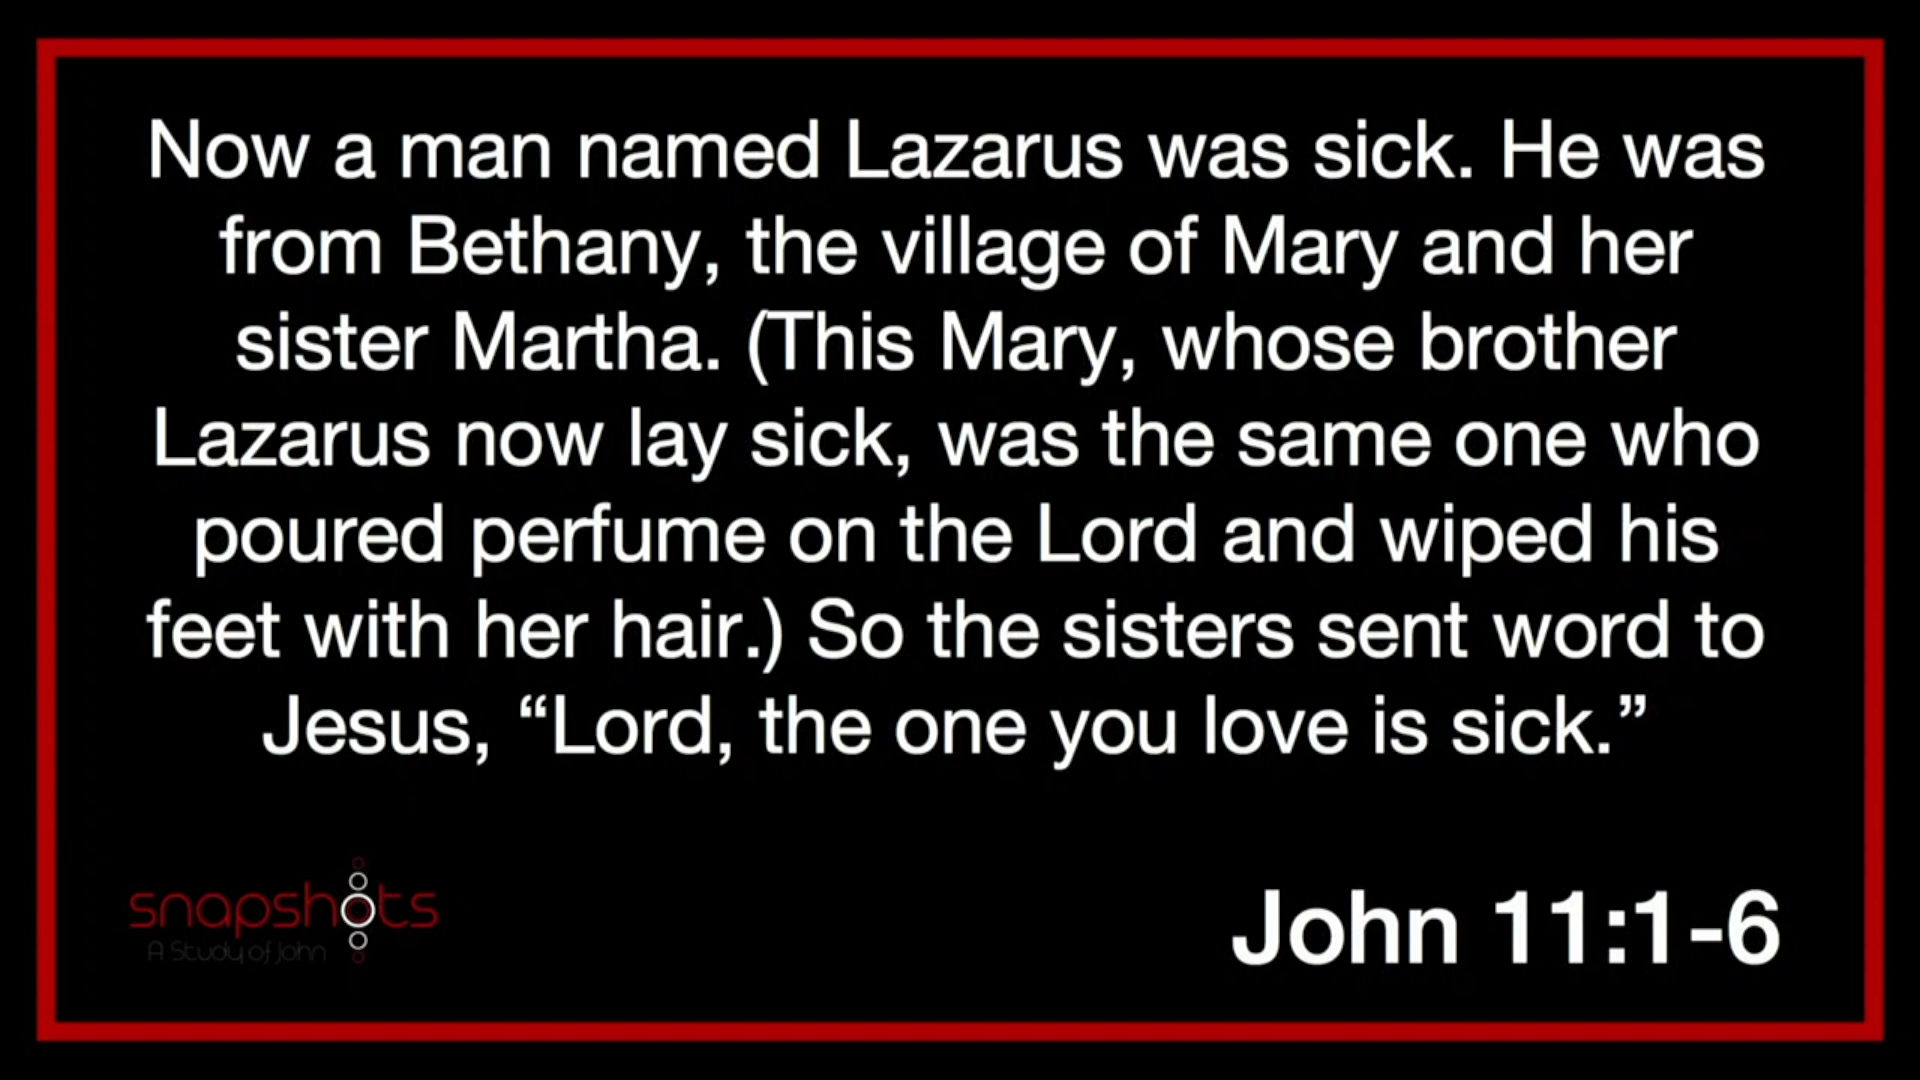 Now a man named Lazarus was sick. He was
from Bethany, the village of Mary and her
sister Martha. (This Mary, whose brother
Lazarus now lay sick, was the same one who
poured perfume on the Lord and wiped his
feet with her hair.) So the sisters sent word to
Jesus, “Lord, the one you love is sick.”
snapshots
A Study of John
John 11:1-6